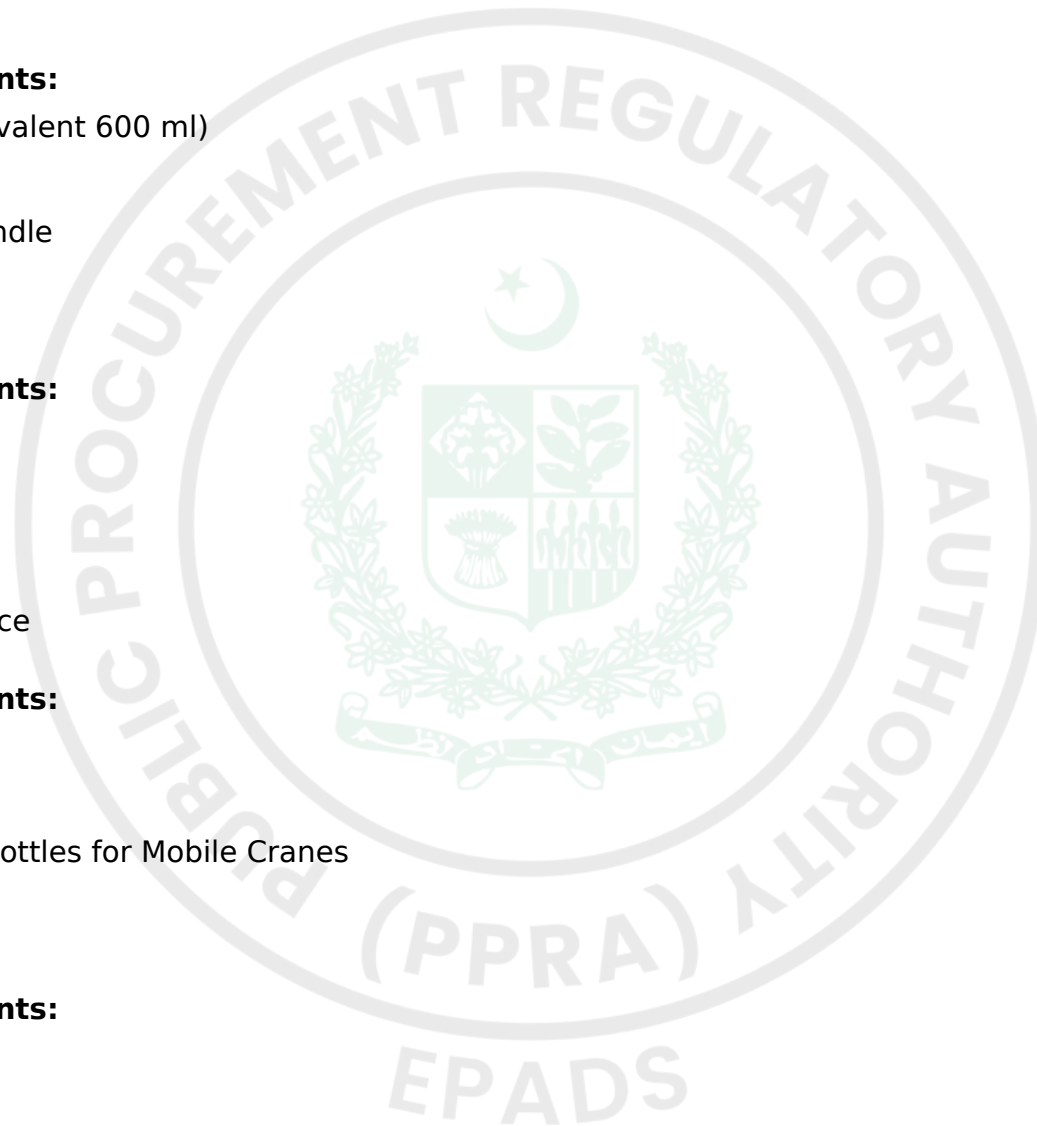 nts:
valent 600 ml)
ndle
nts:
ce
nts:
ottles for Mobile Cranes
nts:
PUBLIC PROCUREMENT REGULATORY AUTHORITY
(PPRA)
EPADS